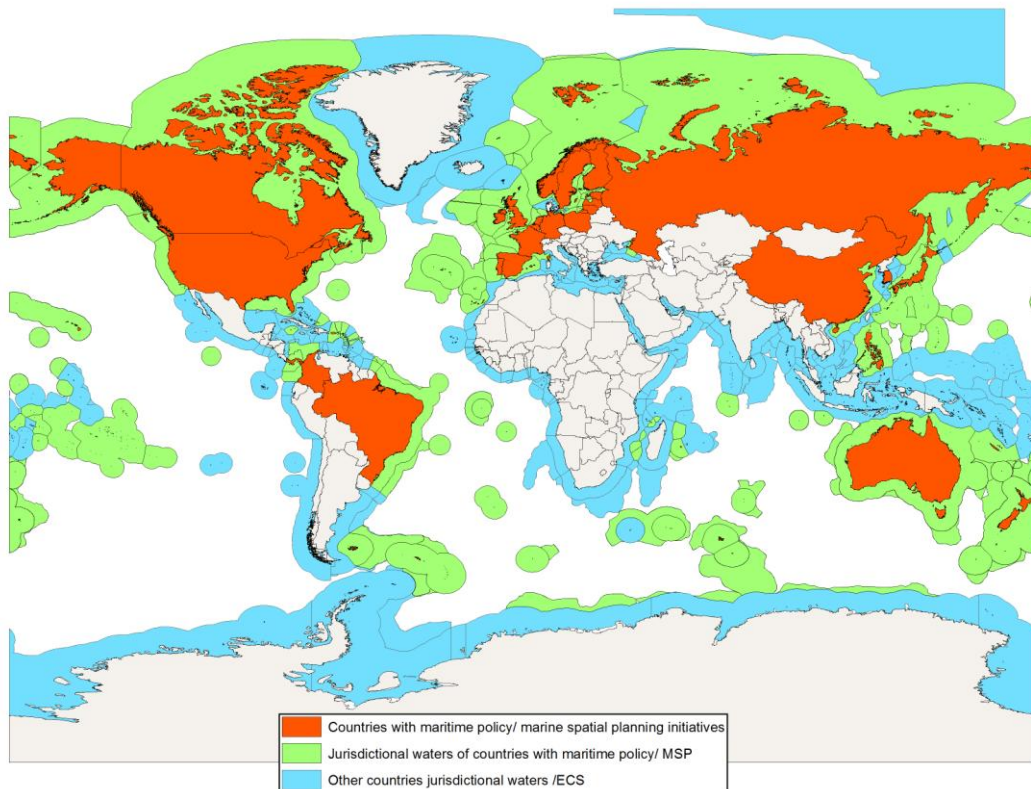 Countries with maritime policy/ marine spatial planning initiatives
Jurisdictional waters of countries with maritime policy/ MSP
Other countries jurisdictional waters /ECS